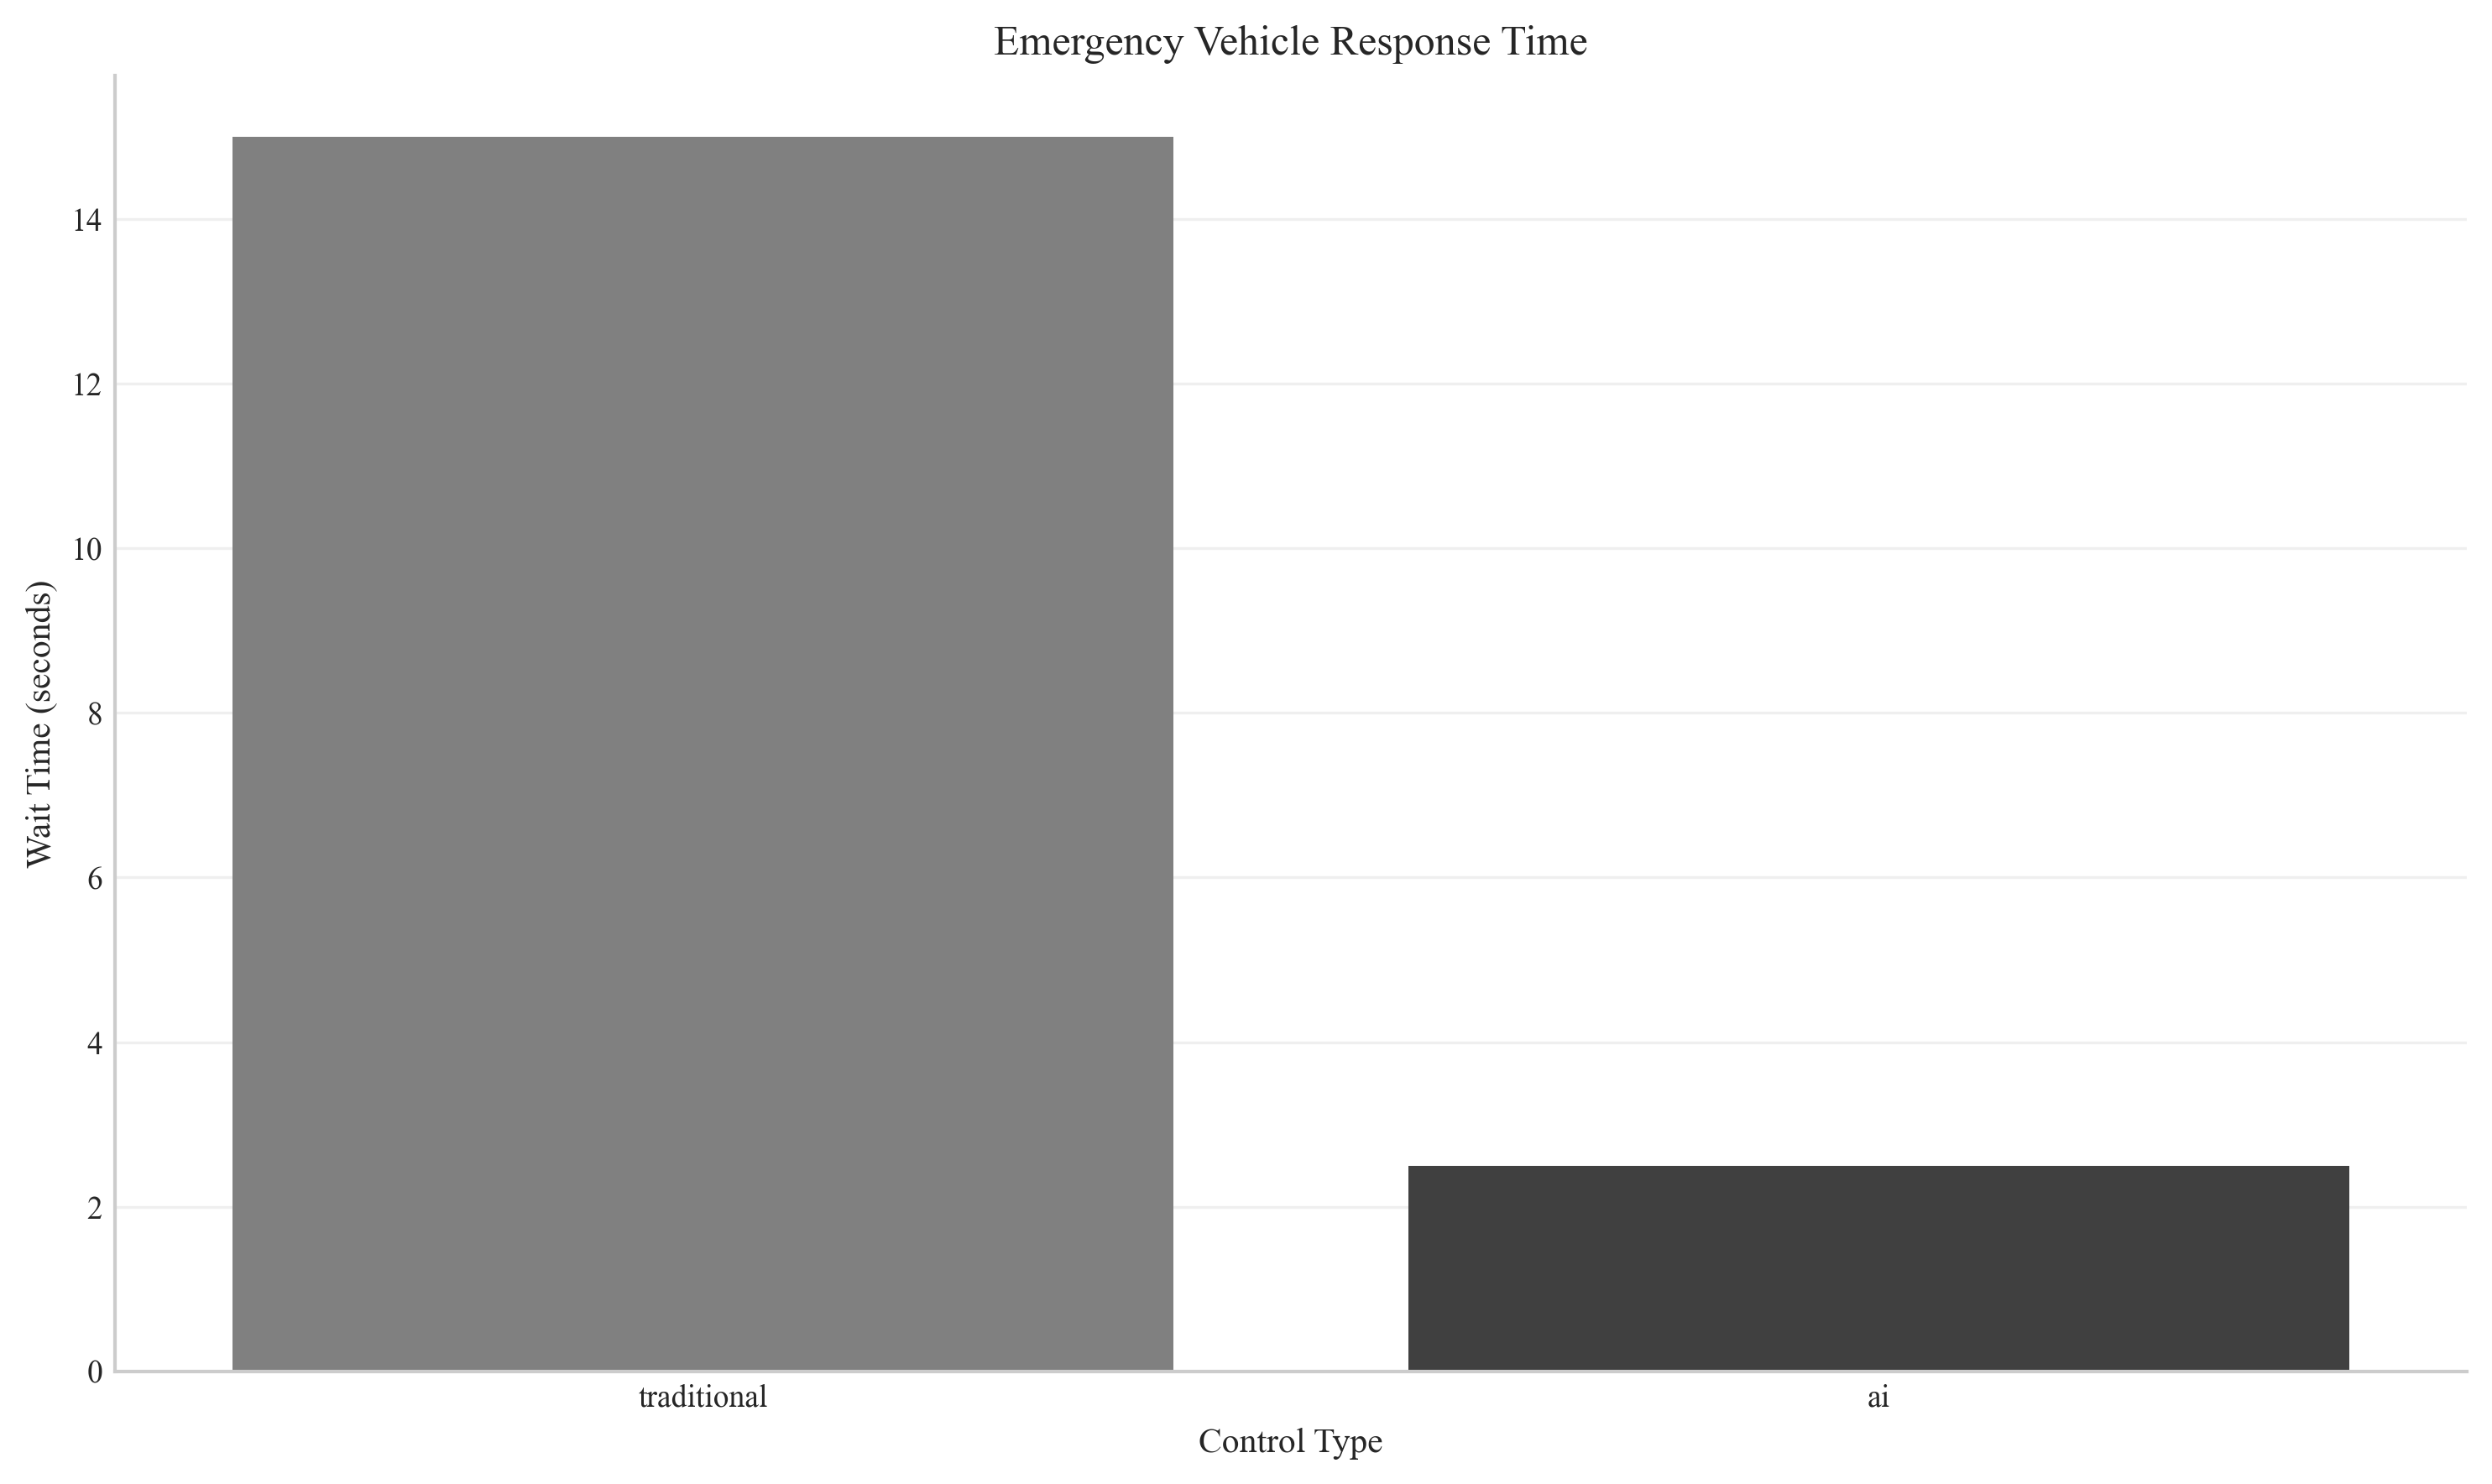 Emergency Vehicle Response Time
Wait Time (seconds)
14
12
10
8
6
4
2
0
traditional
ai
Control Type